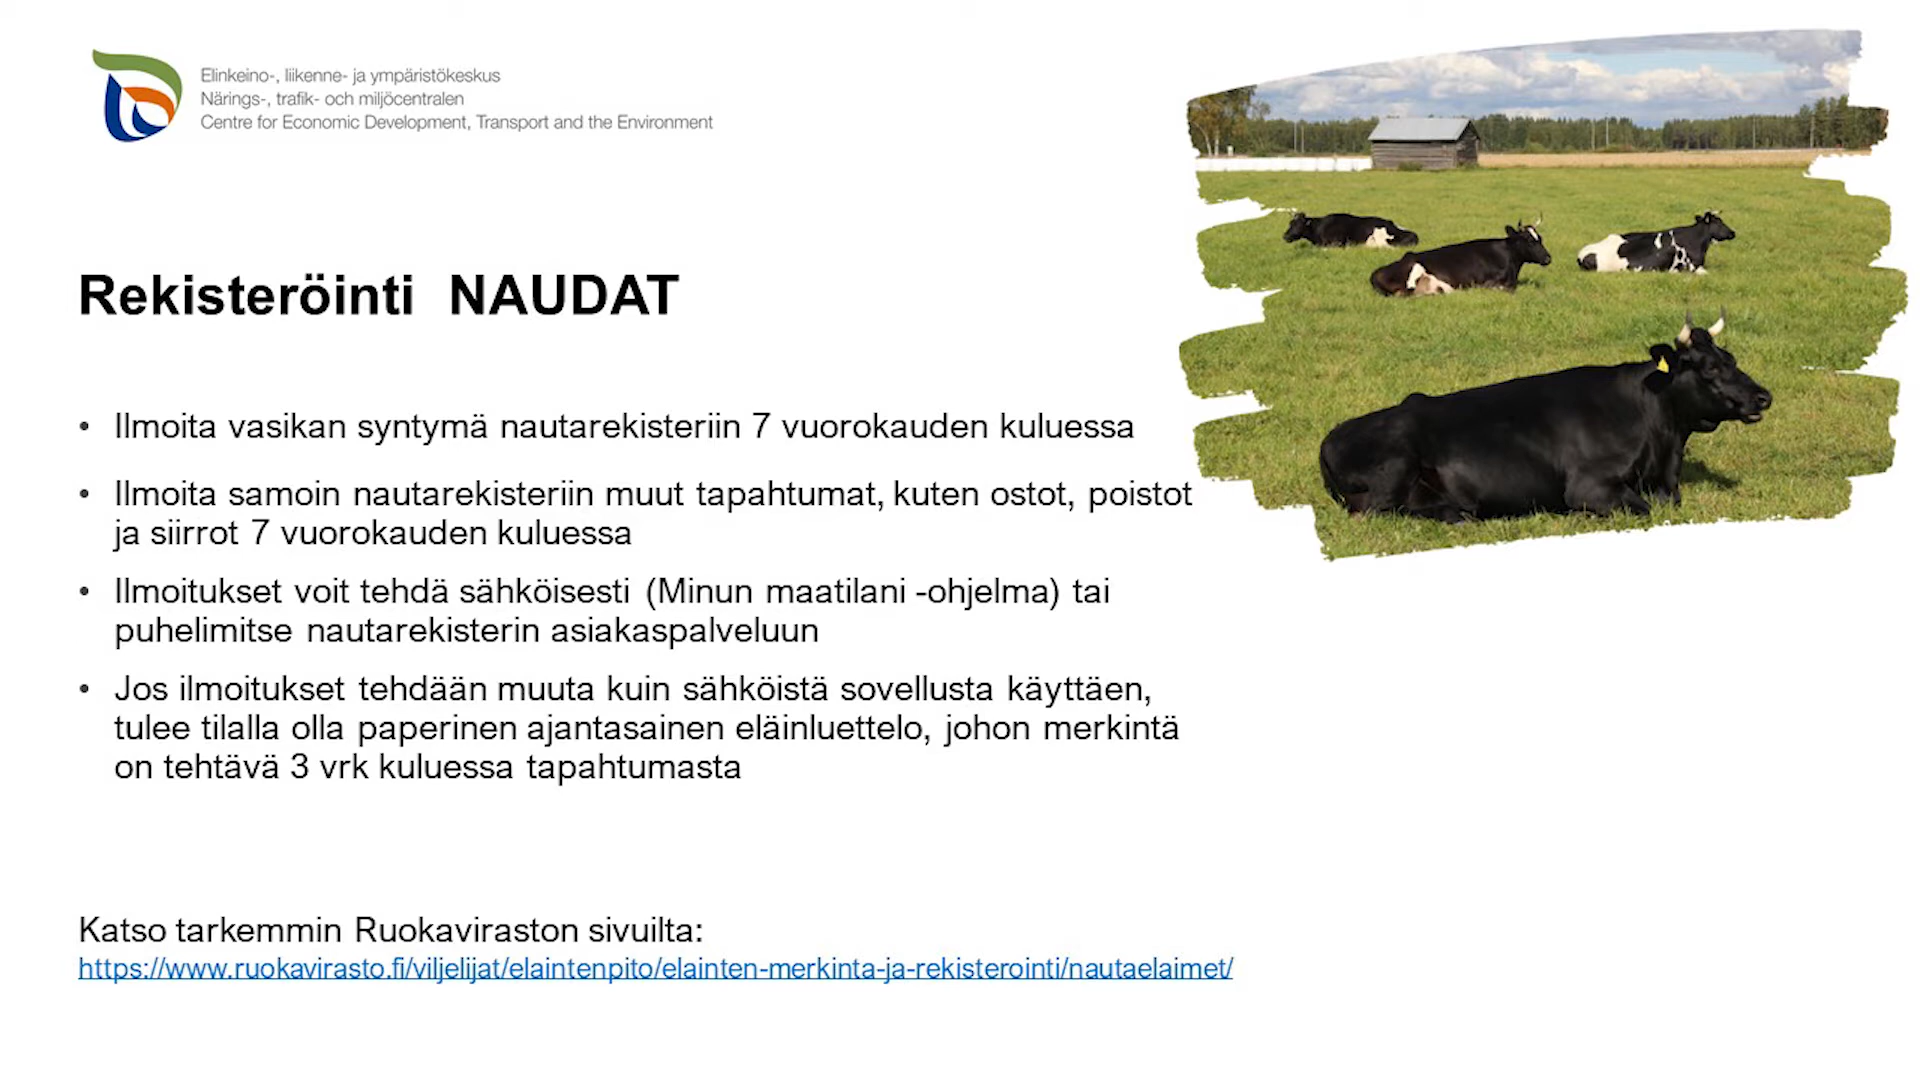 Elinkeino-, liikenne- ja ympäristökeskus
Närings-, trafik- och miljöcentralen
Centre for Economic Development, Transport and the Environment
Rekisteröinti NAUDAT
• Ilmoita vasikan syntymä nautarekisteriin 7 vuorokauden kuluessa
• Ilmoita samoin nautarekisteriin muut tapahtumat, kuten ostot, poistot
ja siirrot 7 vuorokauden kuluessa
• Ilmoitukset voit tehdä sähköisesti (Minun maatilani -ohjelma) tai
puhelimitse nautarekisterin asiakaspalveluun
• Jos ilmoitukset tehdään muuta kuin sähköistä sovellusta käyttäen,
tulee tilalla olla paperinen ajantasainen eläinluettelo, johon merkintä
on tehtävä 3 vrk kuluessa tapahtumasta
Katso tarkemmin Ruokaviraston sivuilta:
https://www.ruokavirasto.fi/viljelijat/elaintenpito/elainten-merkinta-ja-rekisterointi/nautaelaimet/